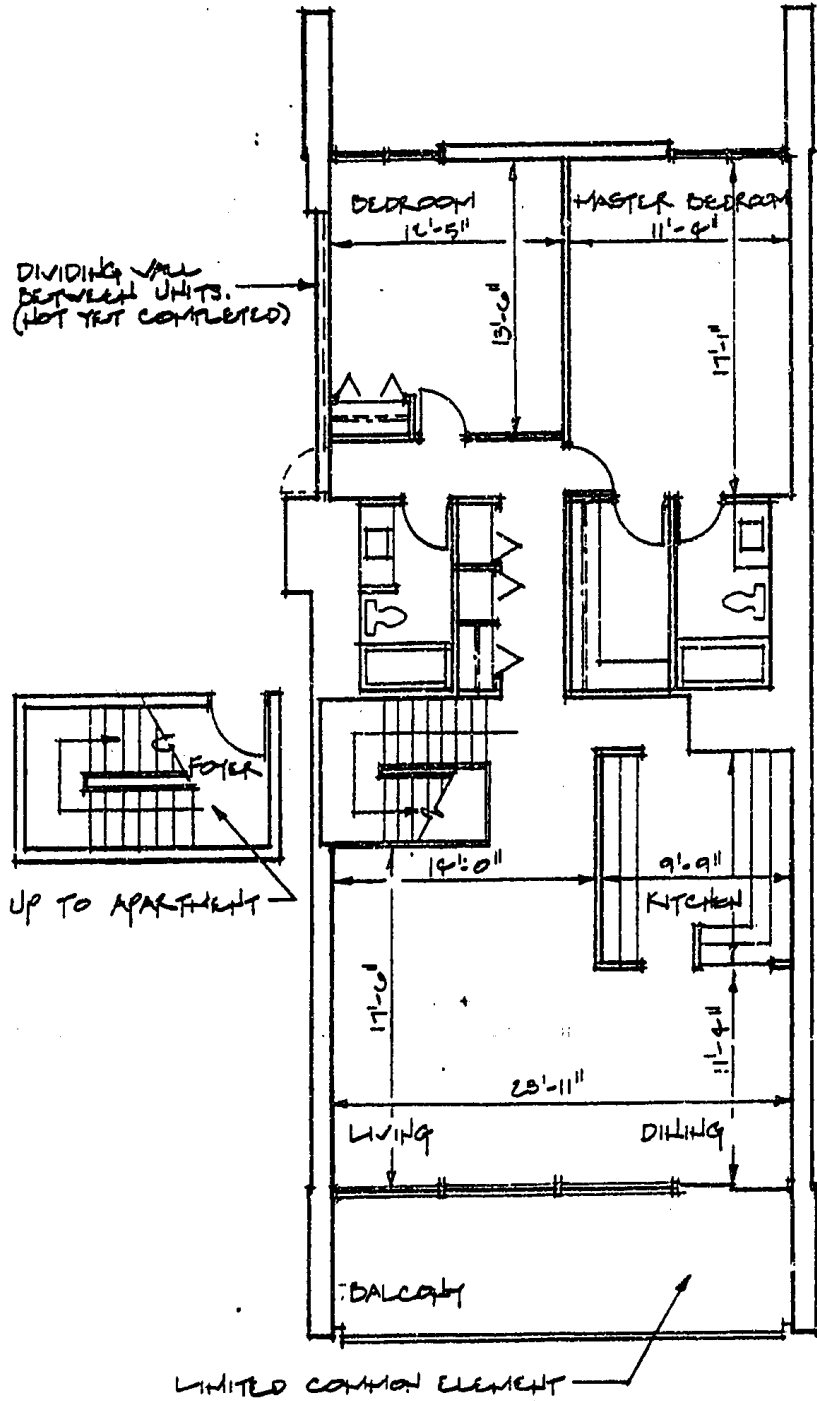 BEDROOM
12'-5"
MASTER BEDROOM
11'-4"
DIVIDING WALL
BETWEEN UNITS.
(NOT YET COMPLETED)
13'-6"
17'-1"
FOYER
UP TO APARTMENT
14'-0"
9'-9"
KITCHEN
17'-6"
11'-4"
23'-11"
LIVING
DINING
BALCONY
LIMITED COMMON ELEMENT